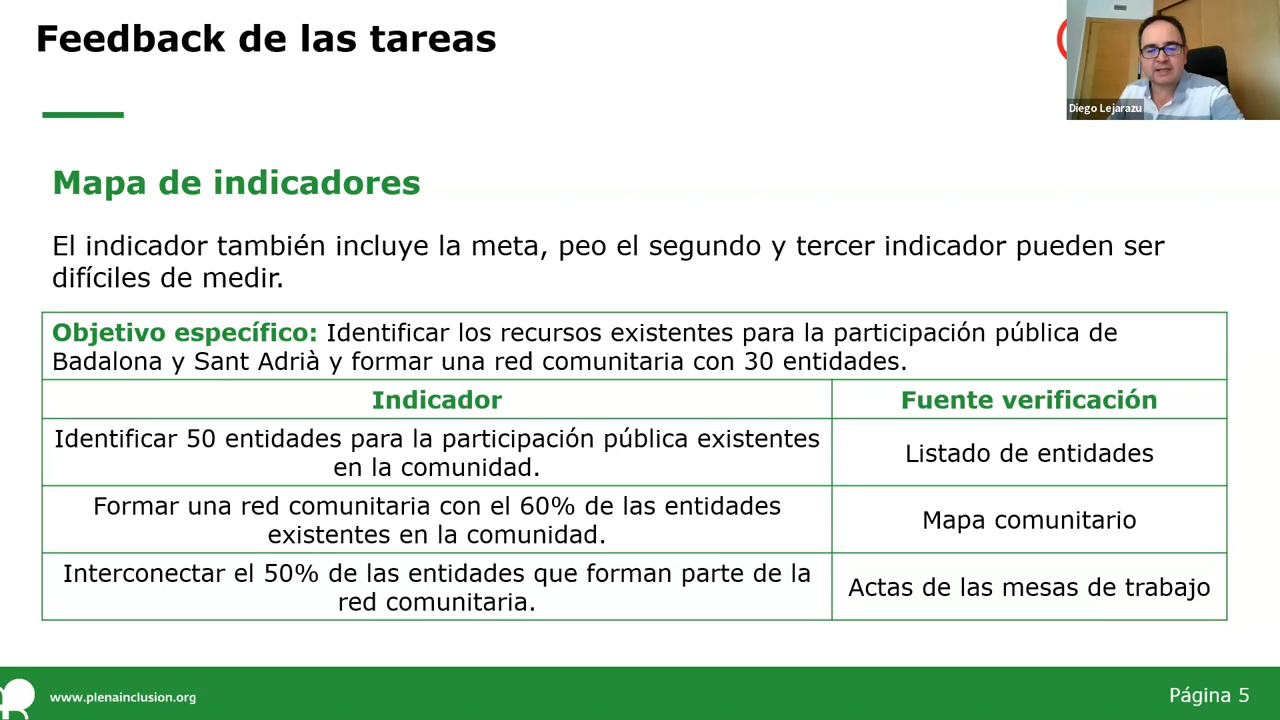 Feedback de las tareas
Diego Lejarazu
Mapa de indicadores
El indicador también incluye la meta, peo el segundo y tercer indicador pueden ser
difíciles de medir.
Objetivo específico: Identificar los recursos existentes para la participación pública de
Badalona y Sant Adrià y formar una red comunitaria con 30 entidades.
Indicador
Fuente verificación
Identificar 50 entidades para la participación pública existentes
en la comunidad.
Listado de entidades
Formar una red comunitaria con el 60% de las entidades
existentes en la comunidad.
Mapa comunitario
Interconectar el 50% de las entidades que forman parte de la
red comunitaria.
Actas de las mesas de trabajo
www.plenainclusion.org
Página 5